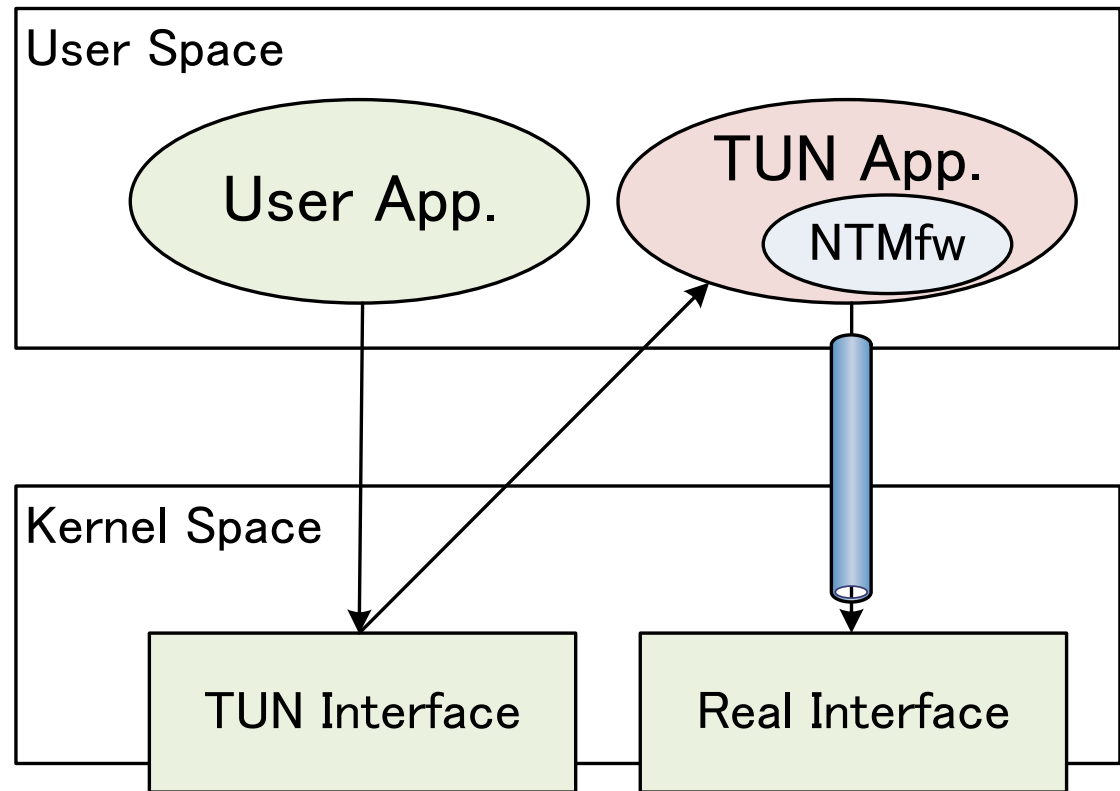 User Space
User App.
TUN App.
NTMfw
Kernel Space
TUN Interface
Real Interface